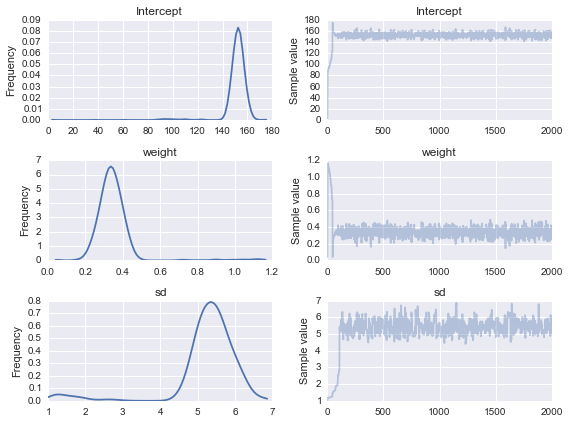 Intercept
Intercept
Frequency
0.09
0.08
0.07
0.06
0.05
0.04
0.03
0.02
0.01
0.00
0 20 40 60 80 100 120 140 160 180
Sample value
180
160
140
120
100
80
60
40
20
0
0 500 1000 1500 2000
weight
weight
Frequency
7
6
5
4
3
2
1
0
0.0 0.2 0.4 0.6 0.8 1.0 1.2
Sample value
1.2
1.0
0.8
0.6
0.4
0.2
0.0
0 500 1000 1500 2000
sd
sd
Frequency
0.8
0.7
0.6
0.5
0.4
0.3
0.2
0.1
0.0
1 2 3 4 5 6 7
Sample value
7
6
5
4
3
2
1
0 500 1000 1500 2000